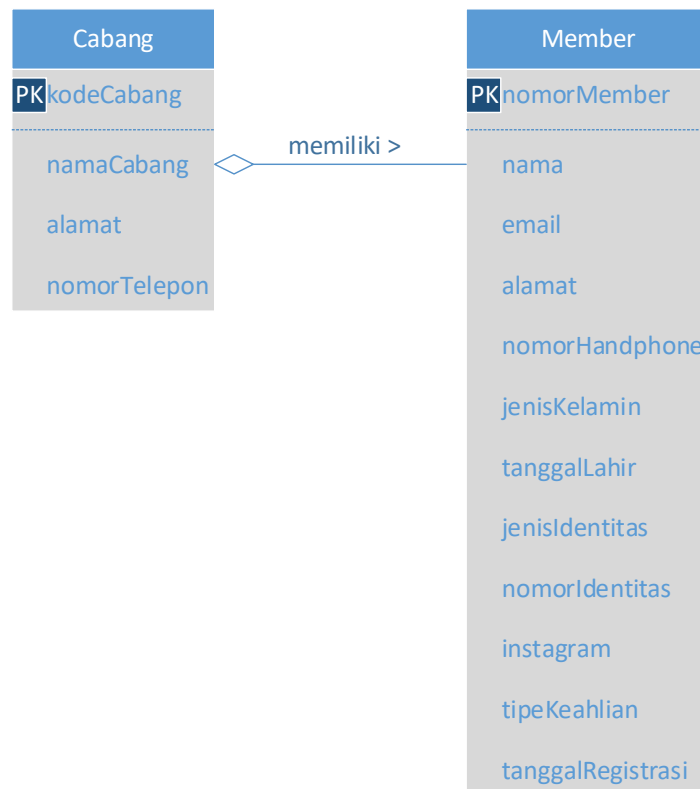 Cabang
PK kodeCabang
namaCabang
alamat
nomorTelepon
memiliki >
Member
PK nomorMember
nama
email
alamat
nomorHandphone
jenisKelamin
tanggalLahir
jenisIdentitas
nomorIdentitas
instagram
tipeKeahlian
tanggalRegistrasi